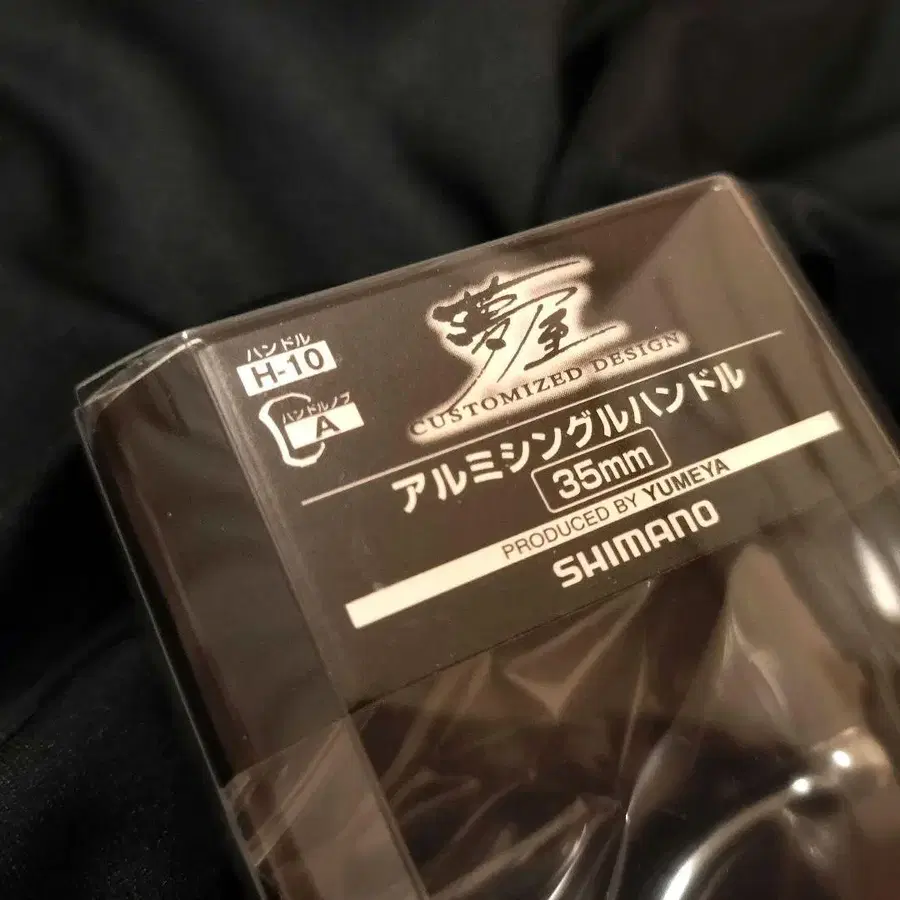 ハンドル
H-10
ハンドルノブ
A
夢屋
CUSTOMIZED DESIGN
アルミシングルハンドル
35mm
PRODUCED BY YUMEYA
SHIMANO